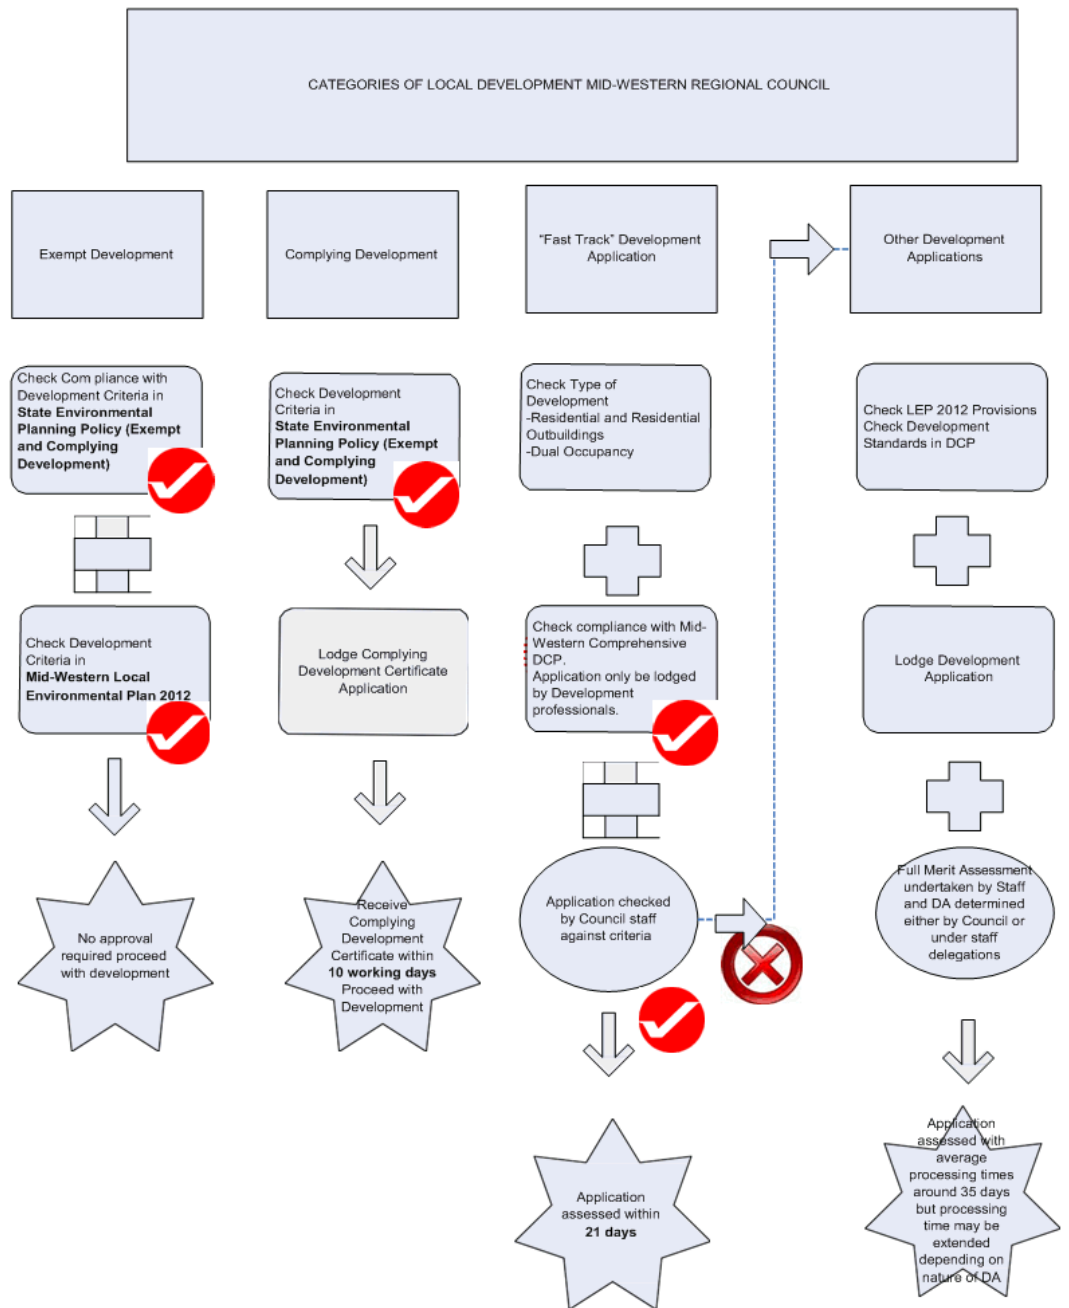 CATEGORIES OF LOCAL DEVELOPMENT MID-WESTERN REGIONAL COUNCIL
Exempt Development
Complying Development
“Fast Track” Development
Application
Other Development
Applications
Check Com pliance with
Development Criteria in
State Environmental
Planning Policy (Exempt
and Complying
Development)
Check Development
Criteria in
State Environmental
Planning Policy (Exempt
and Complying
Development)
Check Type of
Development
-Residential and Residential
Outbuildings
-Dual Occupancy
Check LEP 2012 Provisions
Check Development
Standards in DCP
Check Development
Criteria in
Mid-Western Local
Environmental Plan 2012
Lodge Complying
Development Certificate
Application
Check compliance with Mid-
Western Comprehensive
DCP.
Application only be lodged
by Development
professionals.
Lodge Development
Application
No approval
required proceed
with development
Receive
Complying
Development
Certificate within
10 working days
Proceed with
Development
Application checked
by Council staff
against criteria
Full Merit Assessment
undertaken by Staff
and DA determined
either by Council or
under staff
delegations
Application
assessed within
21 days
Application
assessed with
average
processing times
around 35 days
but processing
time may be
extended
depending on
nature of DA